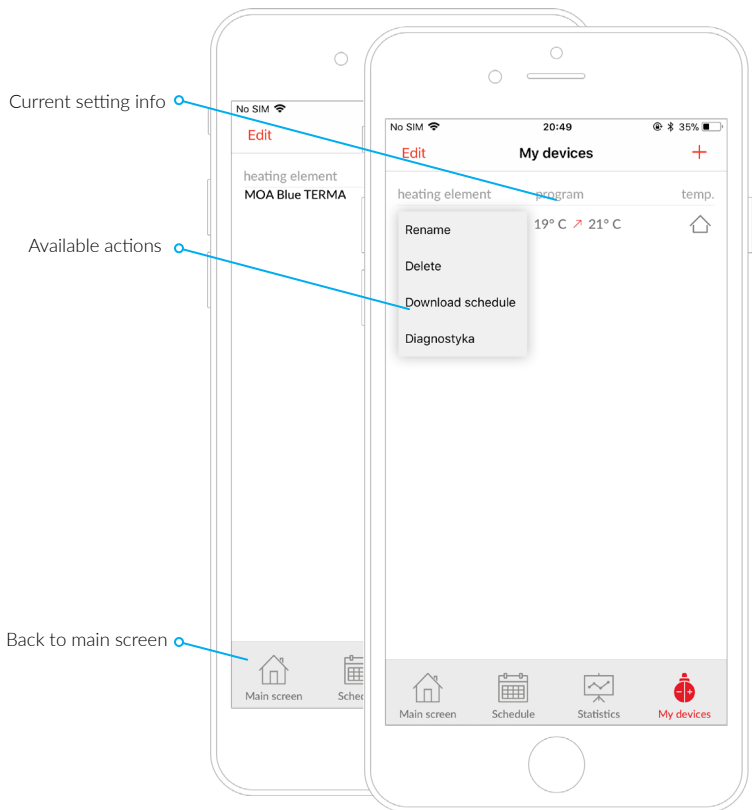 Current setting info
Available actions
Back to main screen
No SIM
Edit
heating element
MOA Blue TERMA
Main screen
No SIM 20:49 35%
Edit My devices +
heating element program temp.
19° C ↗ 21° C
Rename
Delete
Download schedule
Diagnostyka
Main screen Schedule Statistics My devices